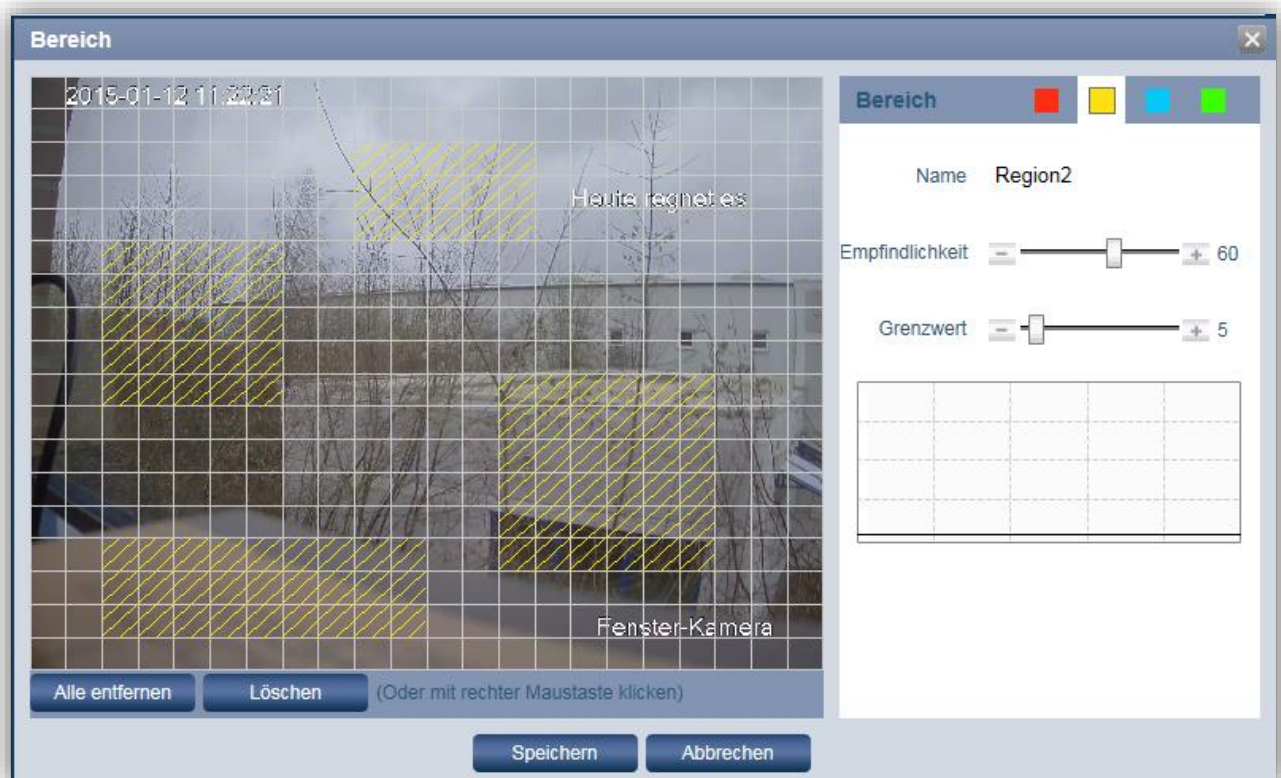 Bereich
2015-01-12 11:22:21
Heute regnet es
Fenster-Kamera
Alle entfernen
Löschen
(Oder mit rechter Maustaste klicken)
Bereich
Name Region2
Empfindlichkeit - + 60
Grenzwert - + 5
Speichern
Abbrechen